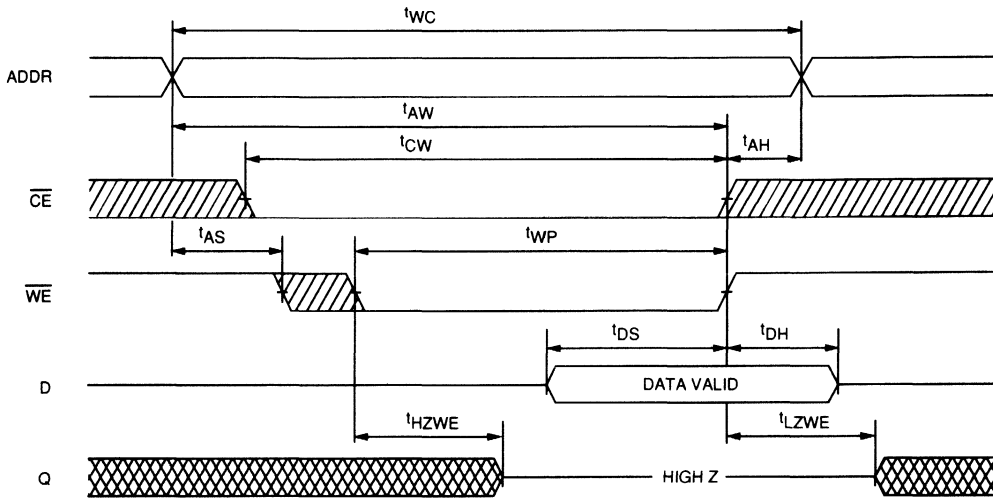 tWC
ADDR
tAW
tCW
tAH
CE
tAS
tWP
WE
tDS
tDH
D
DATA VALID
tHZWE
tLZWE
Q
HIGH Z